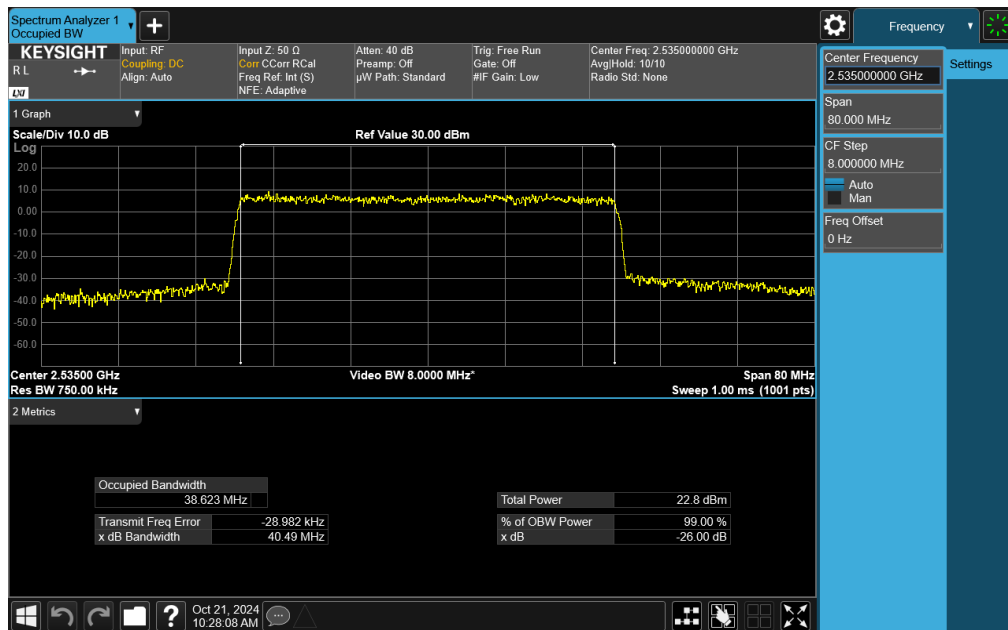 Spectrum Analyzer 1
Occupied BW
Frequency
KEYSIGHT
R L
LXI
Input: RF
Coupling: DC
Align: Auto
Input Z: 50 Ω
Corr CCorr RCal
Freq Ref: Int (S)
NFE: Adaptive
Atten: 40 dB
Preamp: Off
µW Path: Standard
Trig: Free Run
Gate: Off
#IF Gain: Low
Center Freq: 2.535000000 GHz
Avg|Hold: 10/10
Radio Std: None
Center Frequency
2.535000000 GHz
Settings
Span
80.000 MHz
CF Step
8.000000 MHz
Auto
Man
Freq Offset
0 Hz
1 Graph
Scale/Div 10.0 dB
Ref Value 30.00 dBm
Log
20.0
10.0
0.00
-10.0
-20.0
-30.0
-40.0
-50.0
-60.0
Center 2.53500 GHz
Video BW 8.0000 MHz*
Span 80 MHz
Res BW 750.00 kHz
Sweep 1.00 ms (1001 pts)
2 Metrics
Occupied Bandwidth
38.623 MHz
Total Power 22.8 dBm
Transmit Freq Error -28.982 kHz
% of OBW Power 99.00 %
x dB Bandwidth 40.49 MHz
x dB -26.00 dB
Oct 21, 2024
10:28:08 AM